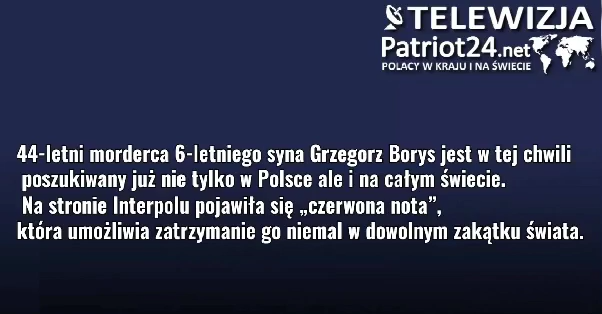 TELEWIZJA
Patriot24.net
POLACY W KRAJU I NA ŚWIECIE
44-letni morderca 6-letniego syna Grzegorz Borys jest w tej chwili
poszukiwany już nie tylko w Polsce ale i na całym świecie.
Na stronie Interpolu pojawiła się „czerwona nota”,
która umożliwia zatrzymanie go niemal w dowolnym zakątku świata.